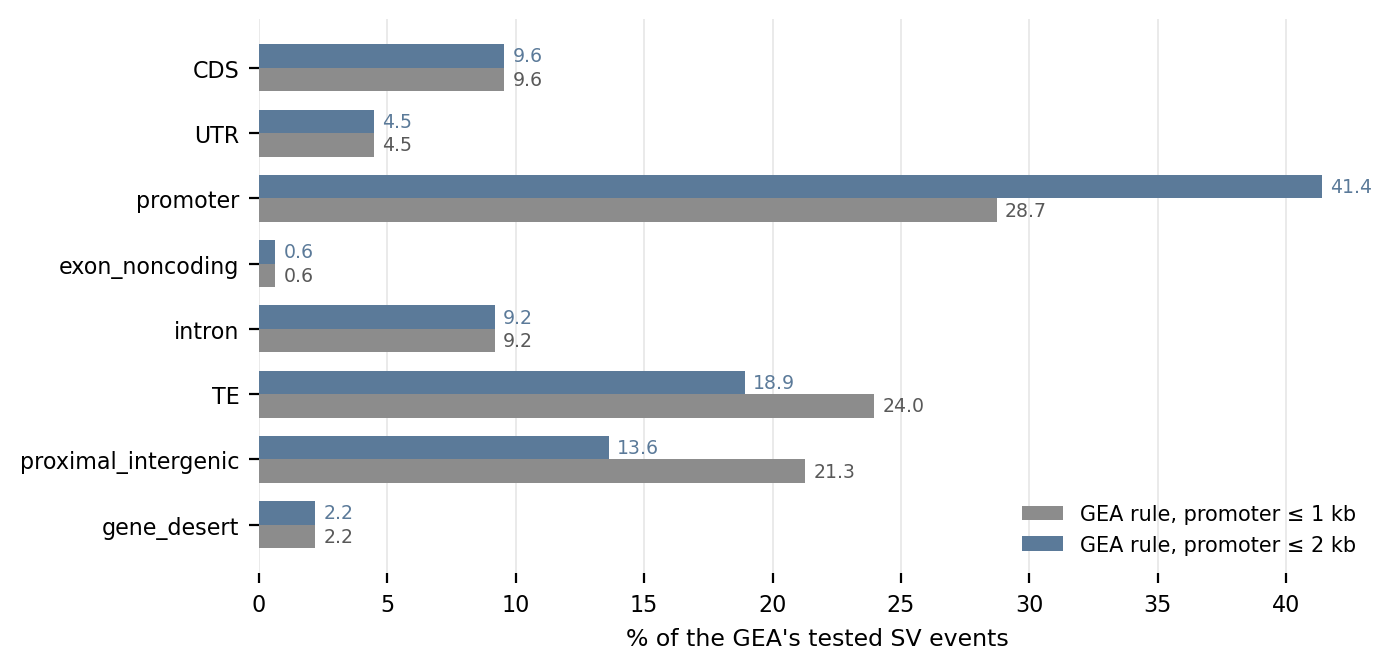 CDS 9.6
9.6
UTR 4.5
4.5
promoter 41.4
28.7
exon_noncoding 0.6
0.6
intron 9.2
9.2
TE 18.9
24.0
proximal_intergenic 13.6
21.3
gene_desert 2.2
2.2
GEA rule, promoter ≤ 1 kb
GEA rule, promoter ≤ 2 kb
0 5 10 15 20 25 30 35 40
% of the GEA's tested SV events